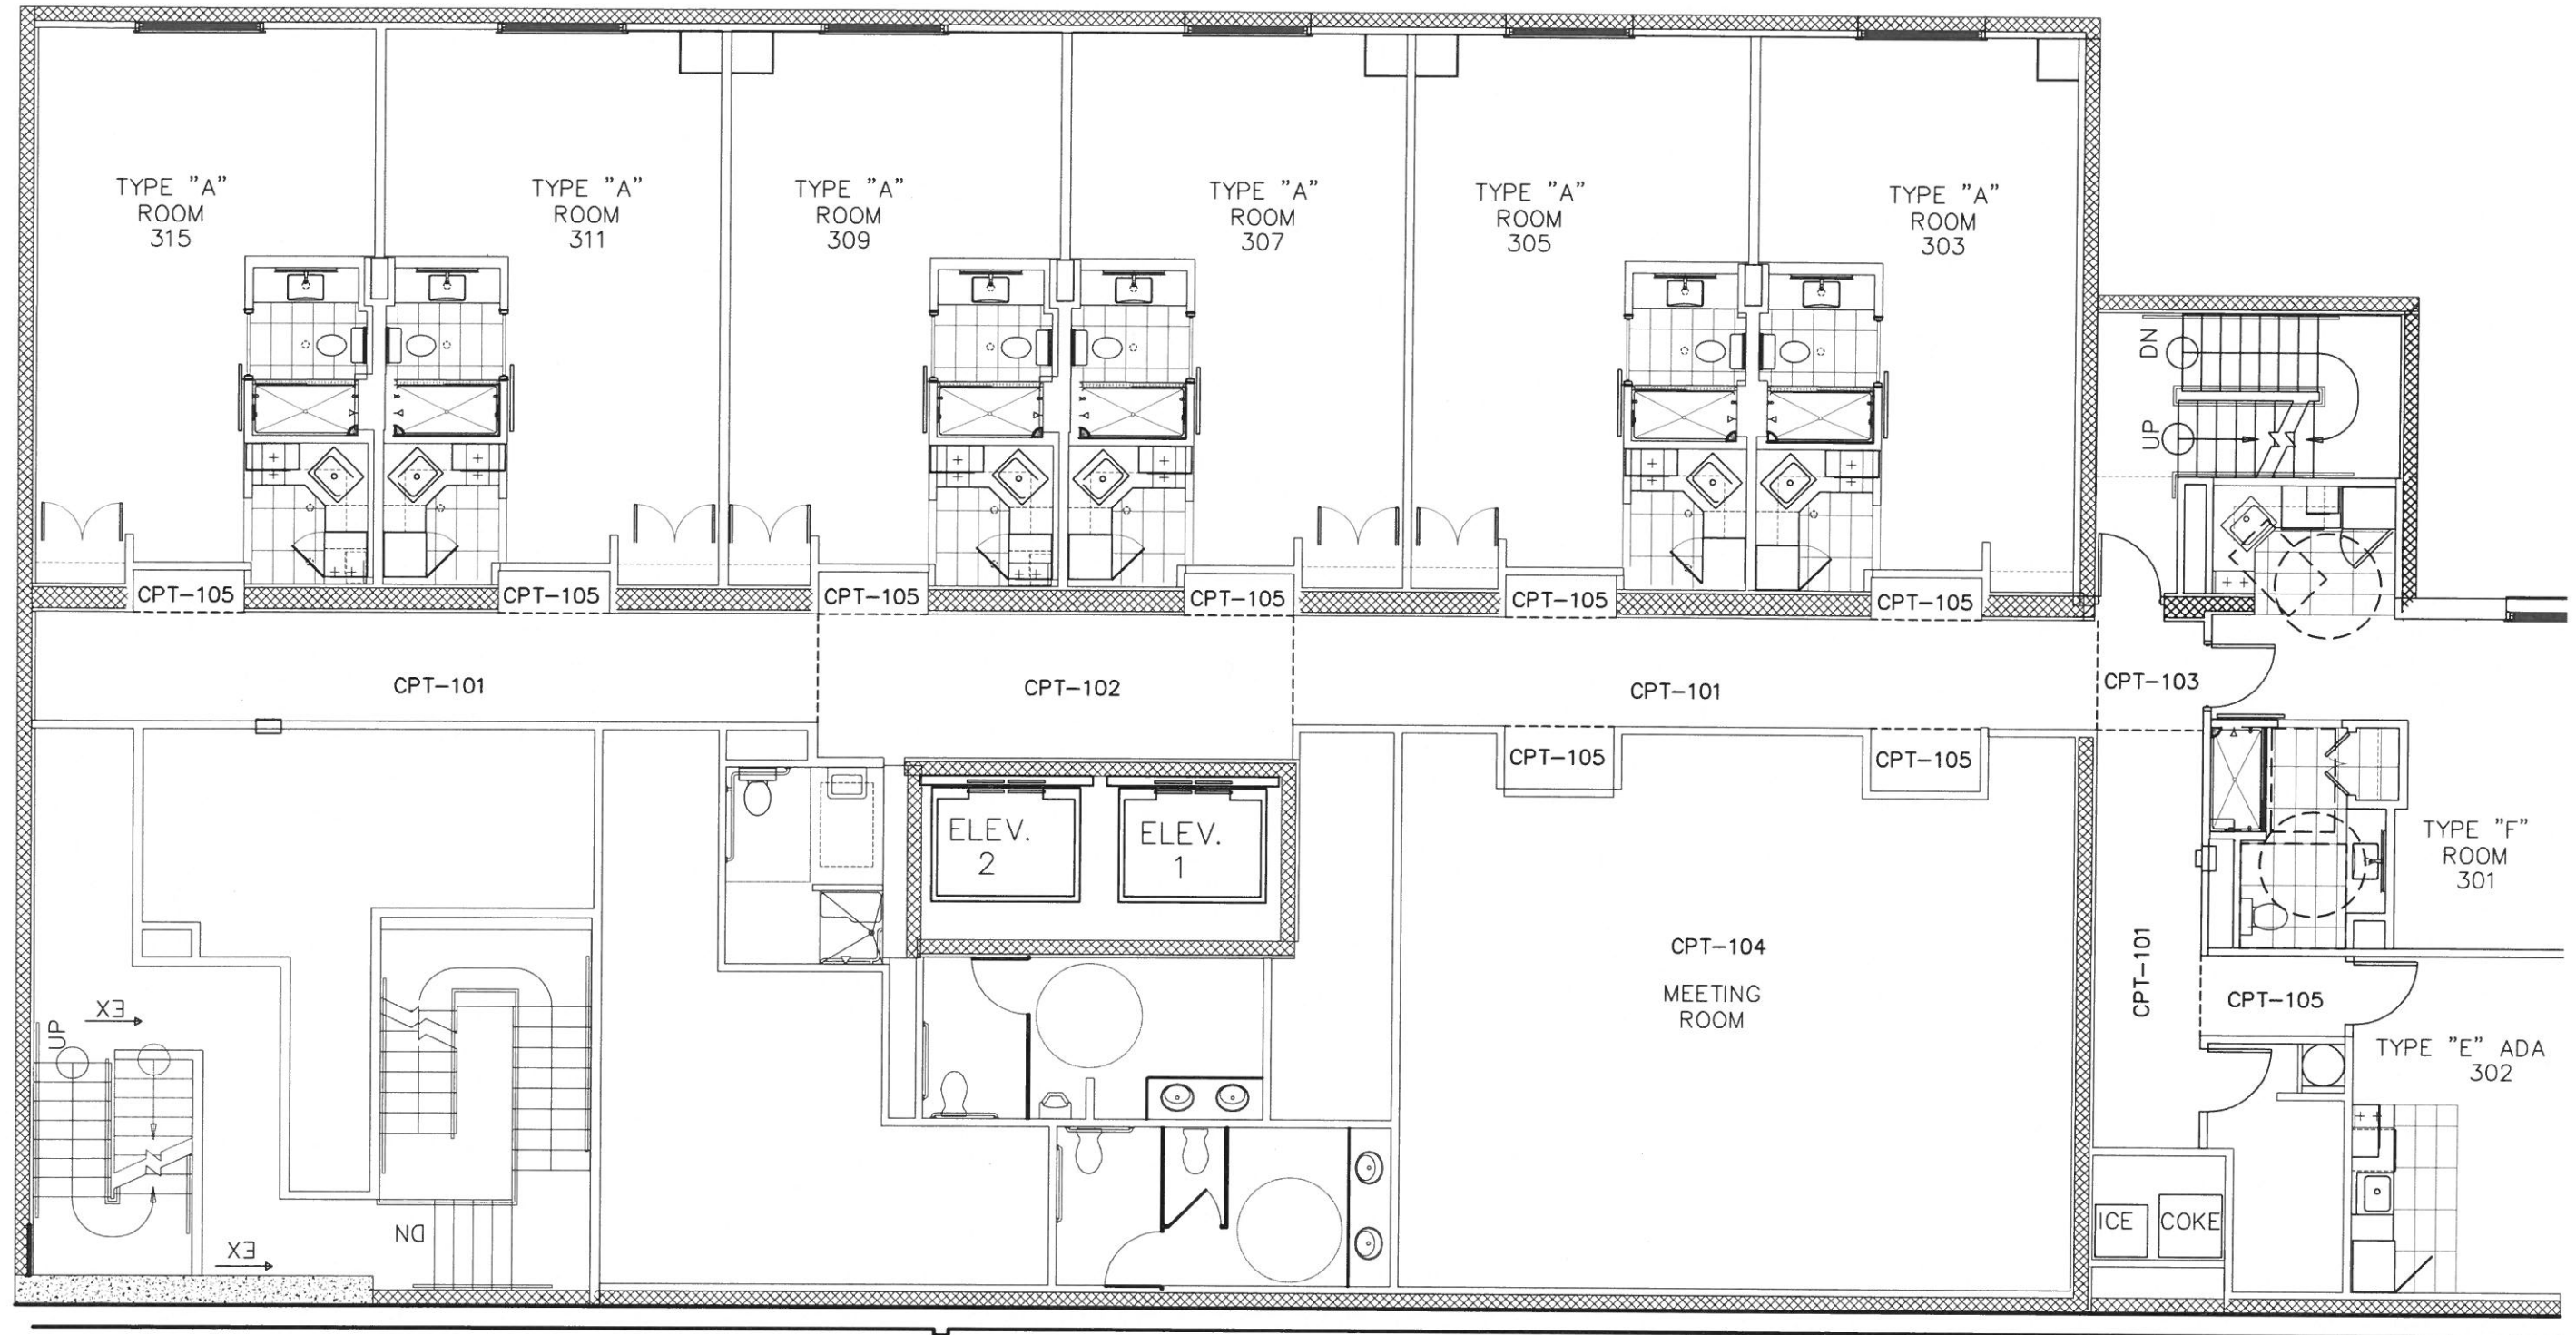 TYPE "A"
ROOM
315
TYPE "A"
ROOM
311
TYPE "A"
ROOM
309
TYPE "A"
ROOM
307
TYPE "A"
ROOM
305
TYPE "A"
ROOM
303
DN
UP
CPT-105
CPT-105
CPT-105
CPT-105
CPT-105
CPT-105
CPT-101
CPT-102
CPT-101
CPT-103
CPT-105
CPT-105
ELEV.
2
ELEV.
1
TYPE "F"
ROOM
301
CPT-104
MEETING
ROOM
CPT-101
CPT-105
TYPE "E" ADA
302
EX
UP
EX
DN
ICE
COKE